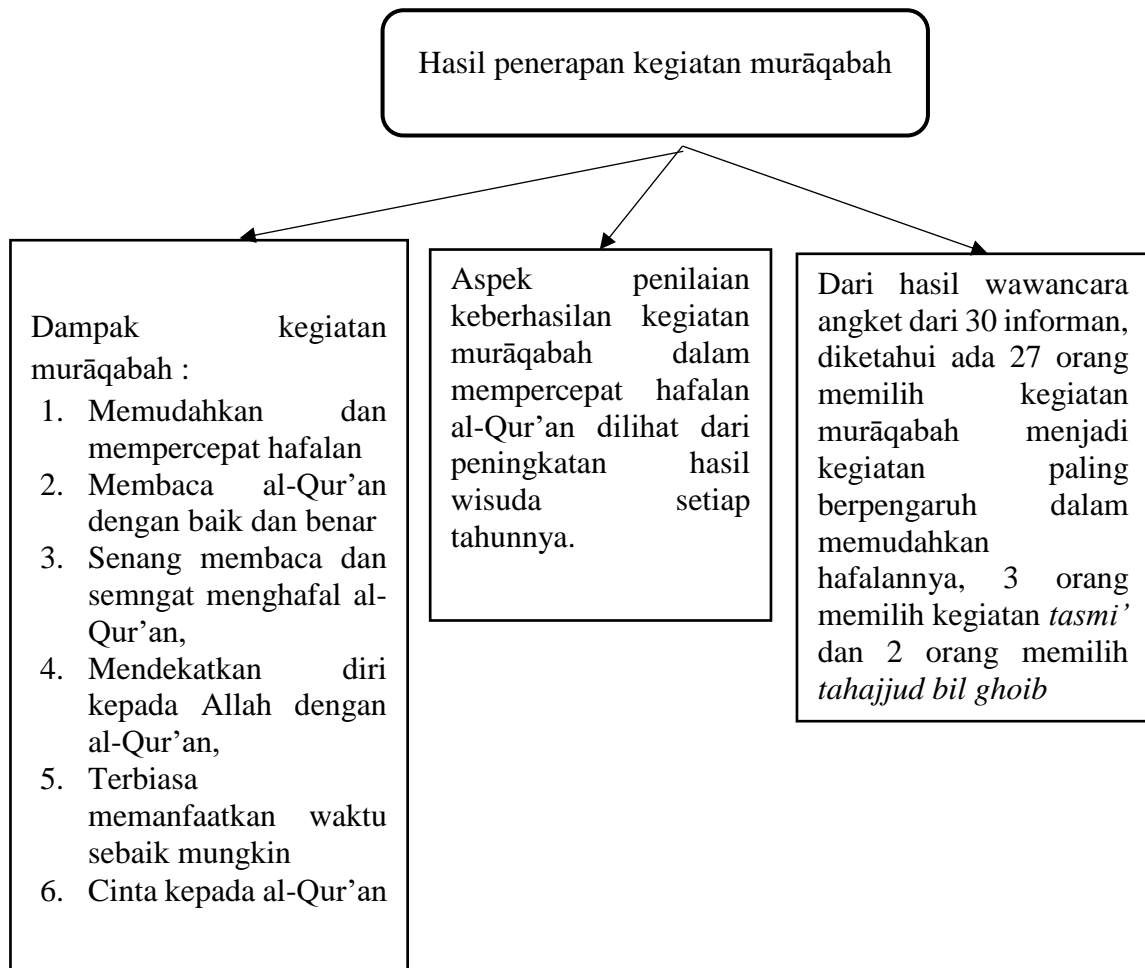 Hasil penerapan kegiatan murāqabah
Dampak kegiatan
murāqabah :
1. Memudahkan dan
mempercepat hafalan
2. Membaca al-Qur’an
dengan baik dan benar
3. Senang membaca dan
semngat menghafal al-
Qur’an,
4. Mendekatkan diri
kepada Allah dengan
al-Qur’an,
5. Terbiasa
memanfaatkan waktu
sebaik mungkin
6. Cinta kepada al-Qur’an
Aspek penilaian
keberhasilan kegiatan
murāqabah dalam
mempercepat hafalan
al-Qur’an dilihat dari
peningkatan hasil
wisuda setiap
tahunnya.
Dari hasil wawancara
angket dari 30 informan,
diketahui ada 27 orang
memilih kegiatan
murāqabah menjadi
kegiatan paling
berpengaruh dalam
memudahkan
hafalannya, 3 orang
memilih kegiatan tasmi’
dan 2 orang memilih
tahajjud bil ghoib